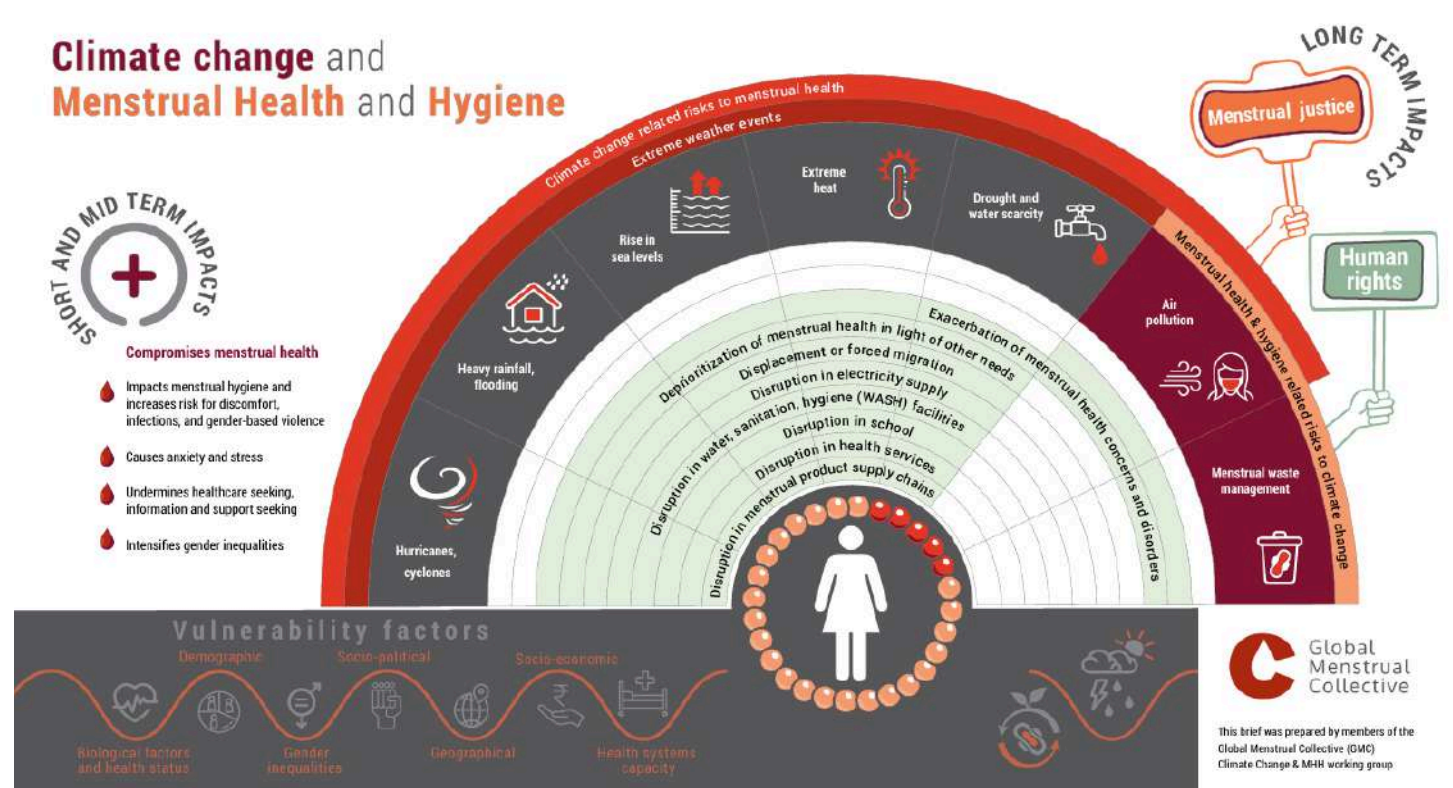 Climate change and
Menstrual Health and Hygiene
SHORT AND MID TERM IMPACTS
Compromises menstrual health
Impacts menstrual hygiene and
increases risk for discomfort,
infections, and gender-based violence
Causes anxiety and stress
Undermines healthcare seeking,
information and support seeking
Intensifies gender inequalities
Climate change related risks to menstrual health
Extreme weather events
Hurricanes,
cyclones
Heavy rainfall,
flooding
Rise in
sea levels
Extreme
heat
Drought and
water scarcity
Menstrual health & hygiene related risks to climate change
Air
pollution
Menstrual waste
management
Exacerbation of menstrual health concerns and disorders
Deprioritization of menstrual health in light of other needs
Displacement or forced migration
Disruption in electricity supply
Disruption in water, sanitation, hygiene (WASH) facilities
Disruption in school
Disruption in health services
Disruption in menstrual product supply chains
LONG TERM IMPACTS
Menstrual justice
Human
rights
Vulnerability factors
Demographic
Socio-political
Socio-economic
₹
Biological factors
and health status
Gender
inequalities
Geographical
Health systems
capacity
Global
Menstrual
Collective
This brief was prepared by members of the
Global Menstrual Collective (GMC)
Climate Change & MHH working group